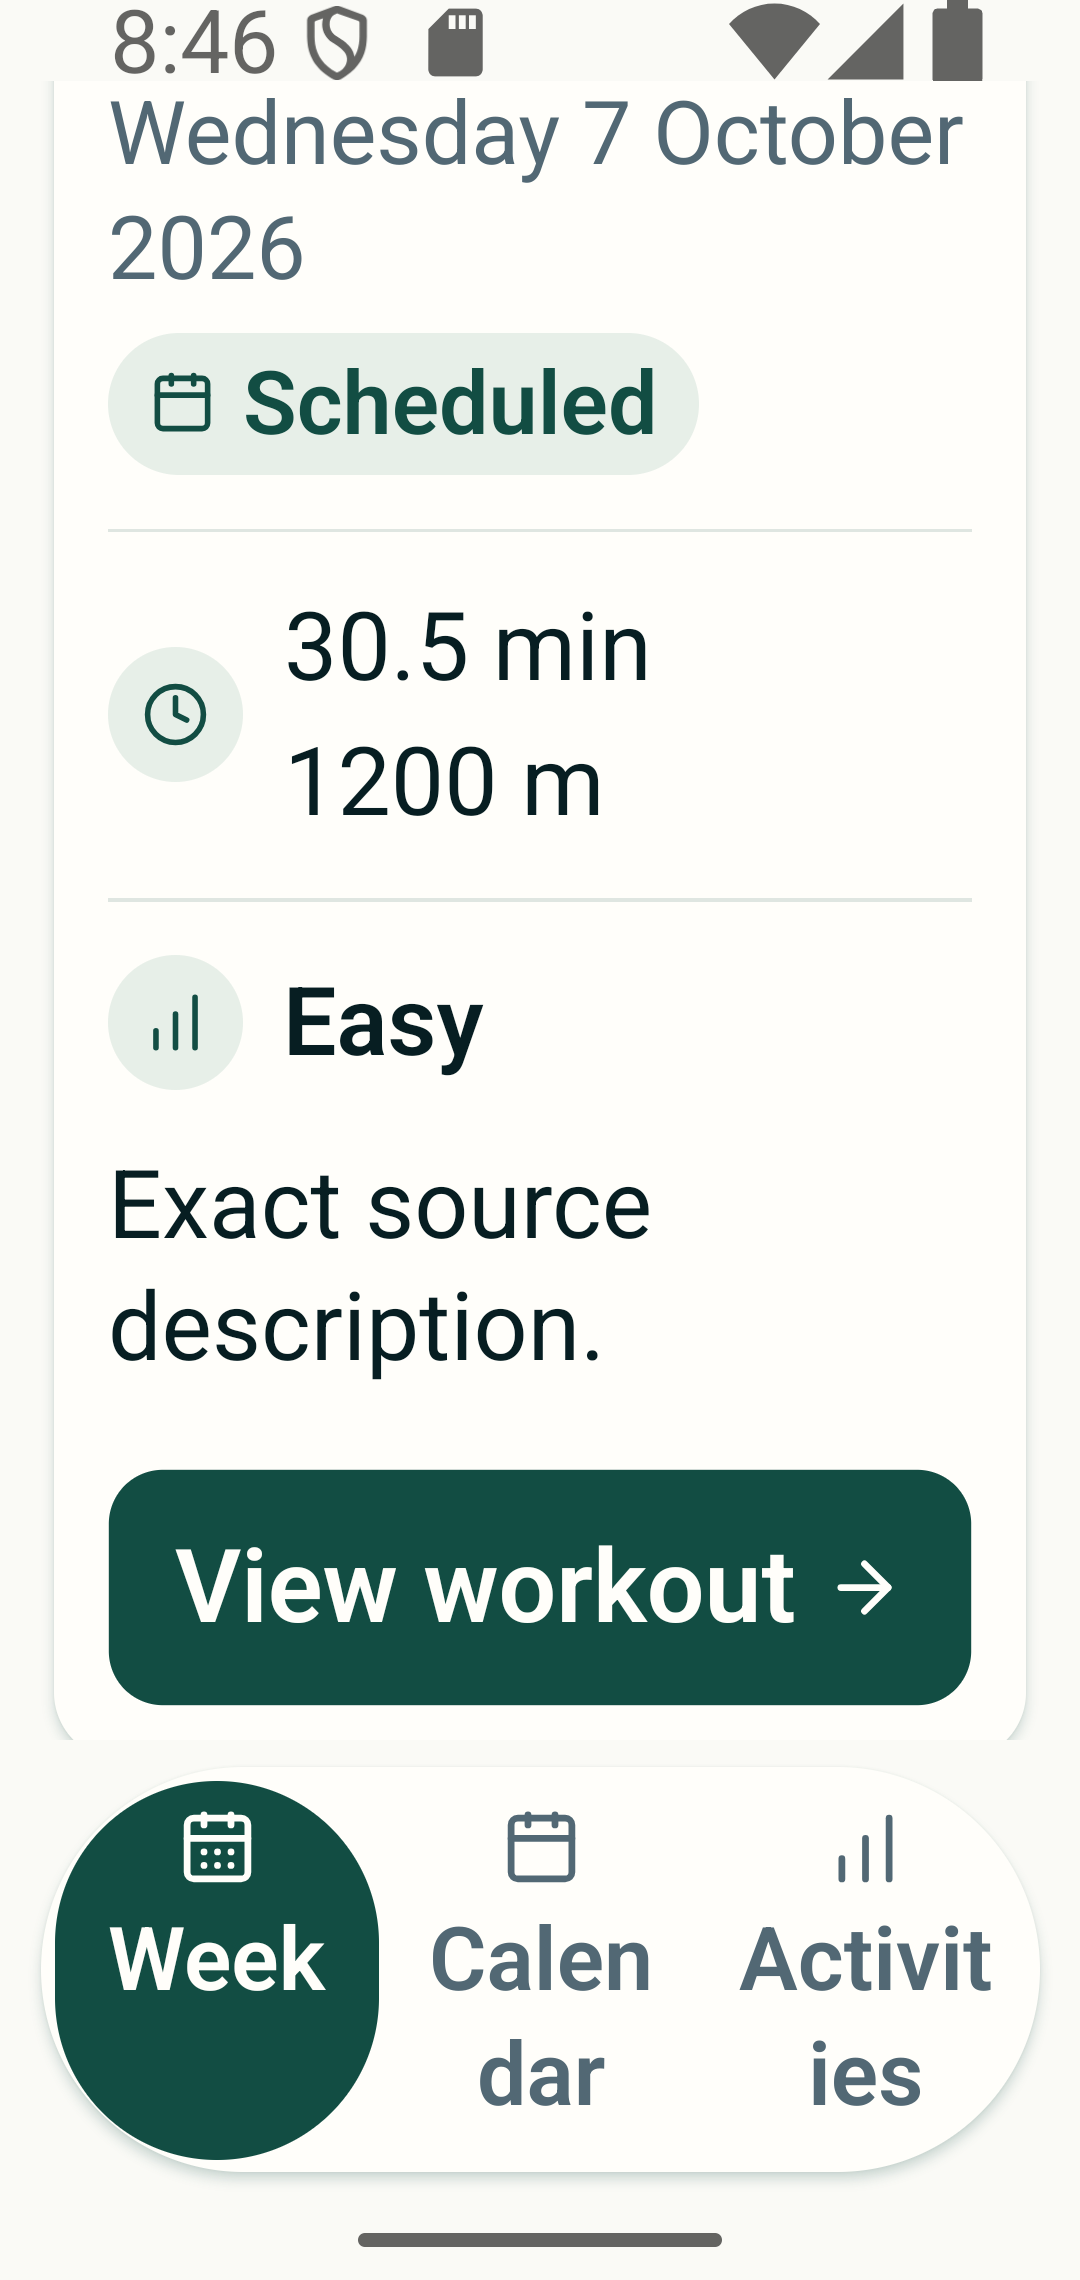 8:46
Wednesday 7 October
2026
Scheduled
30.5 min
1200 m
Easy
Exact source
description.
View workout
Week
Calen
dar
Activit
ies